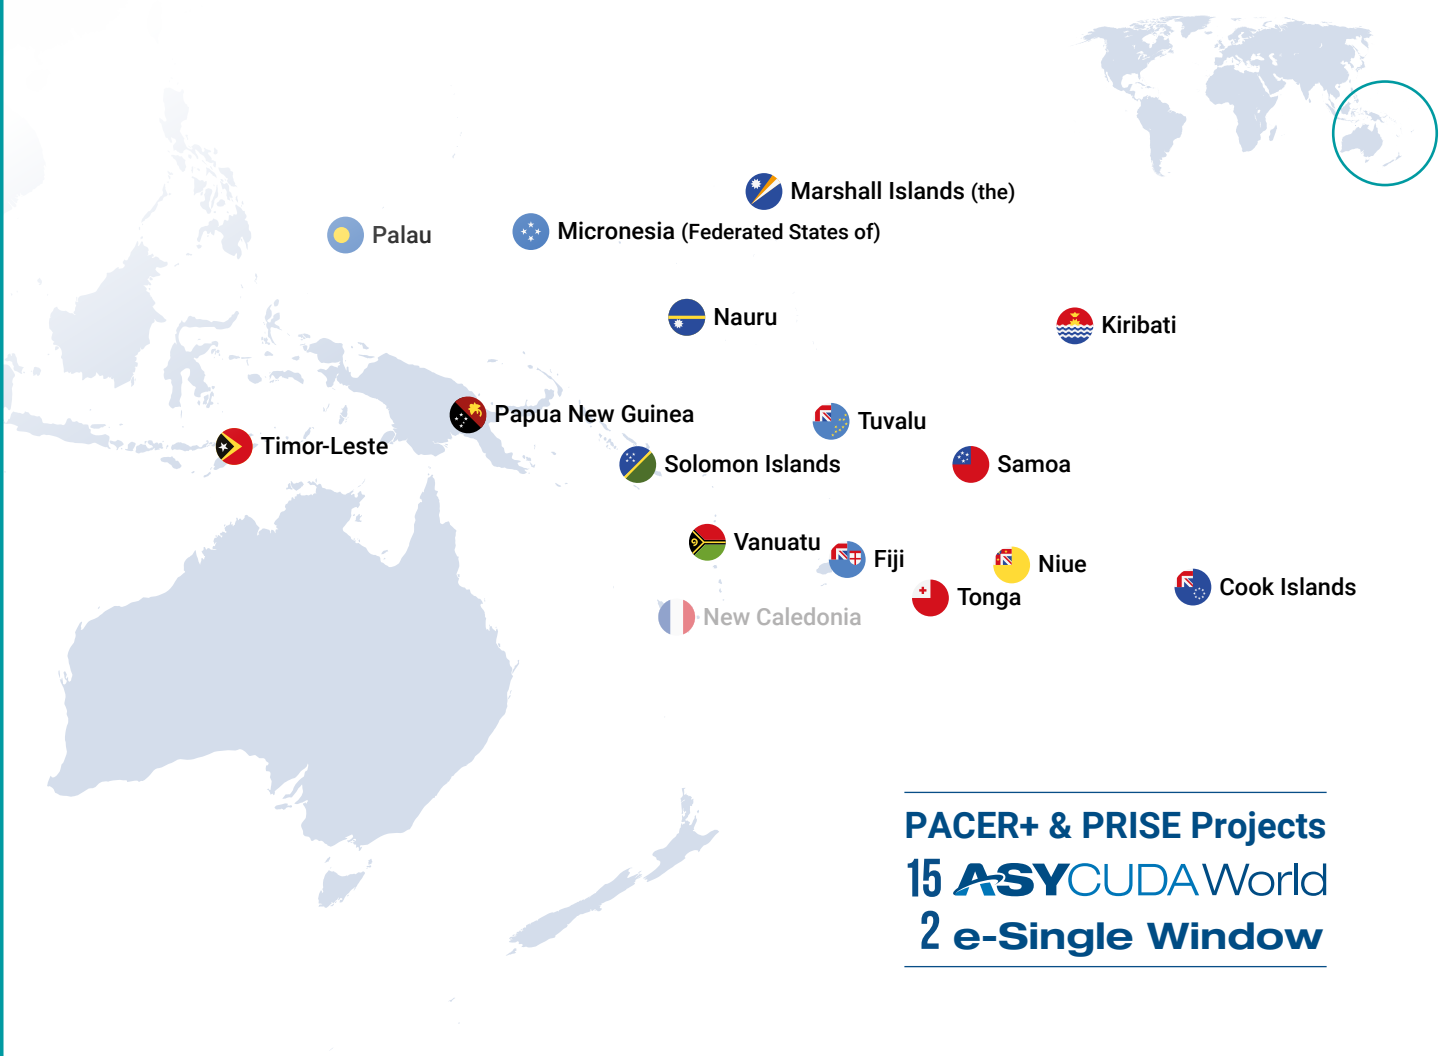 Marshall Islands (the)
Palau
Micronesia (Federated States of)
Nauru
Kiribati
Papua New Guinea
Tuvalu
Timor-Leste
Solomon Islands
Samoa
Vanuatu
Fiji
Niue
Cook Islands
Tonga
New Caledonia
PACER+ & PRISE Projects
15 ASYCUDAWorld
2 e-Single Window